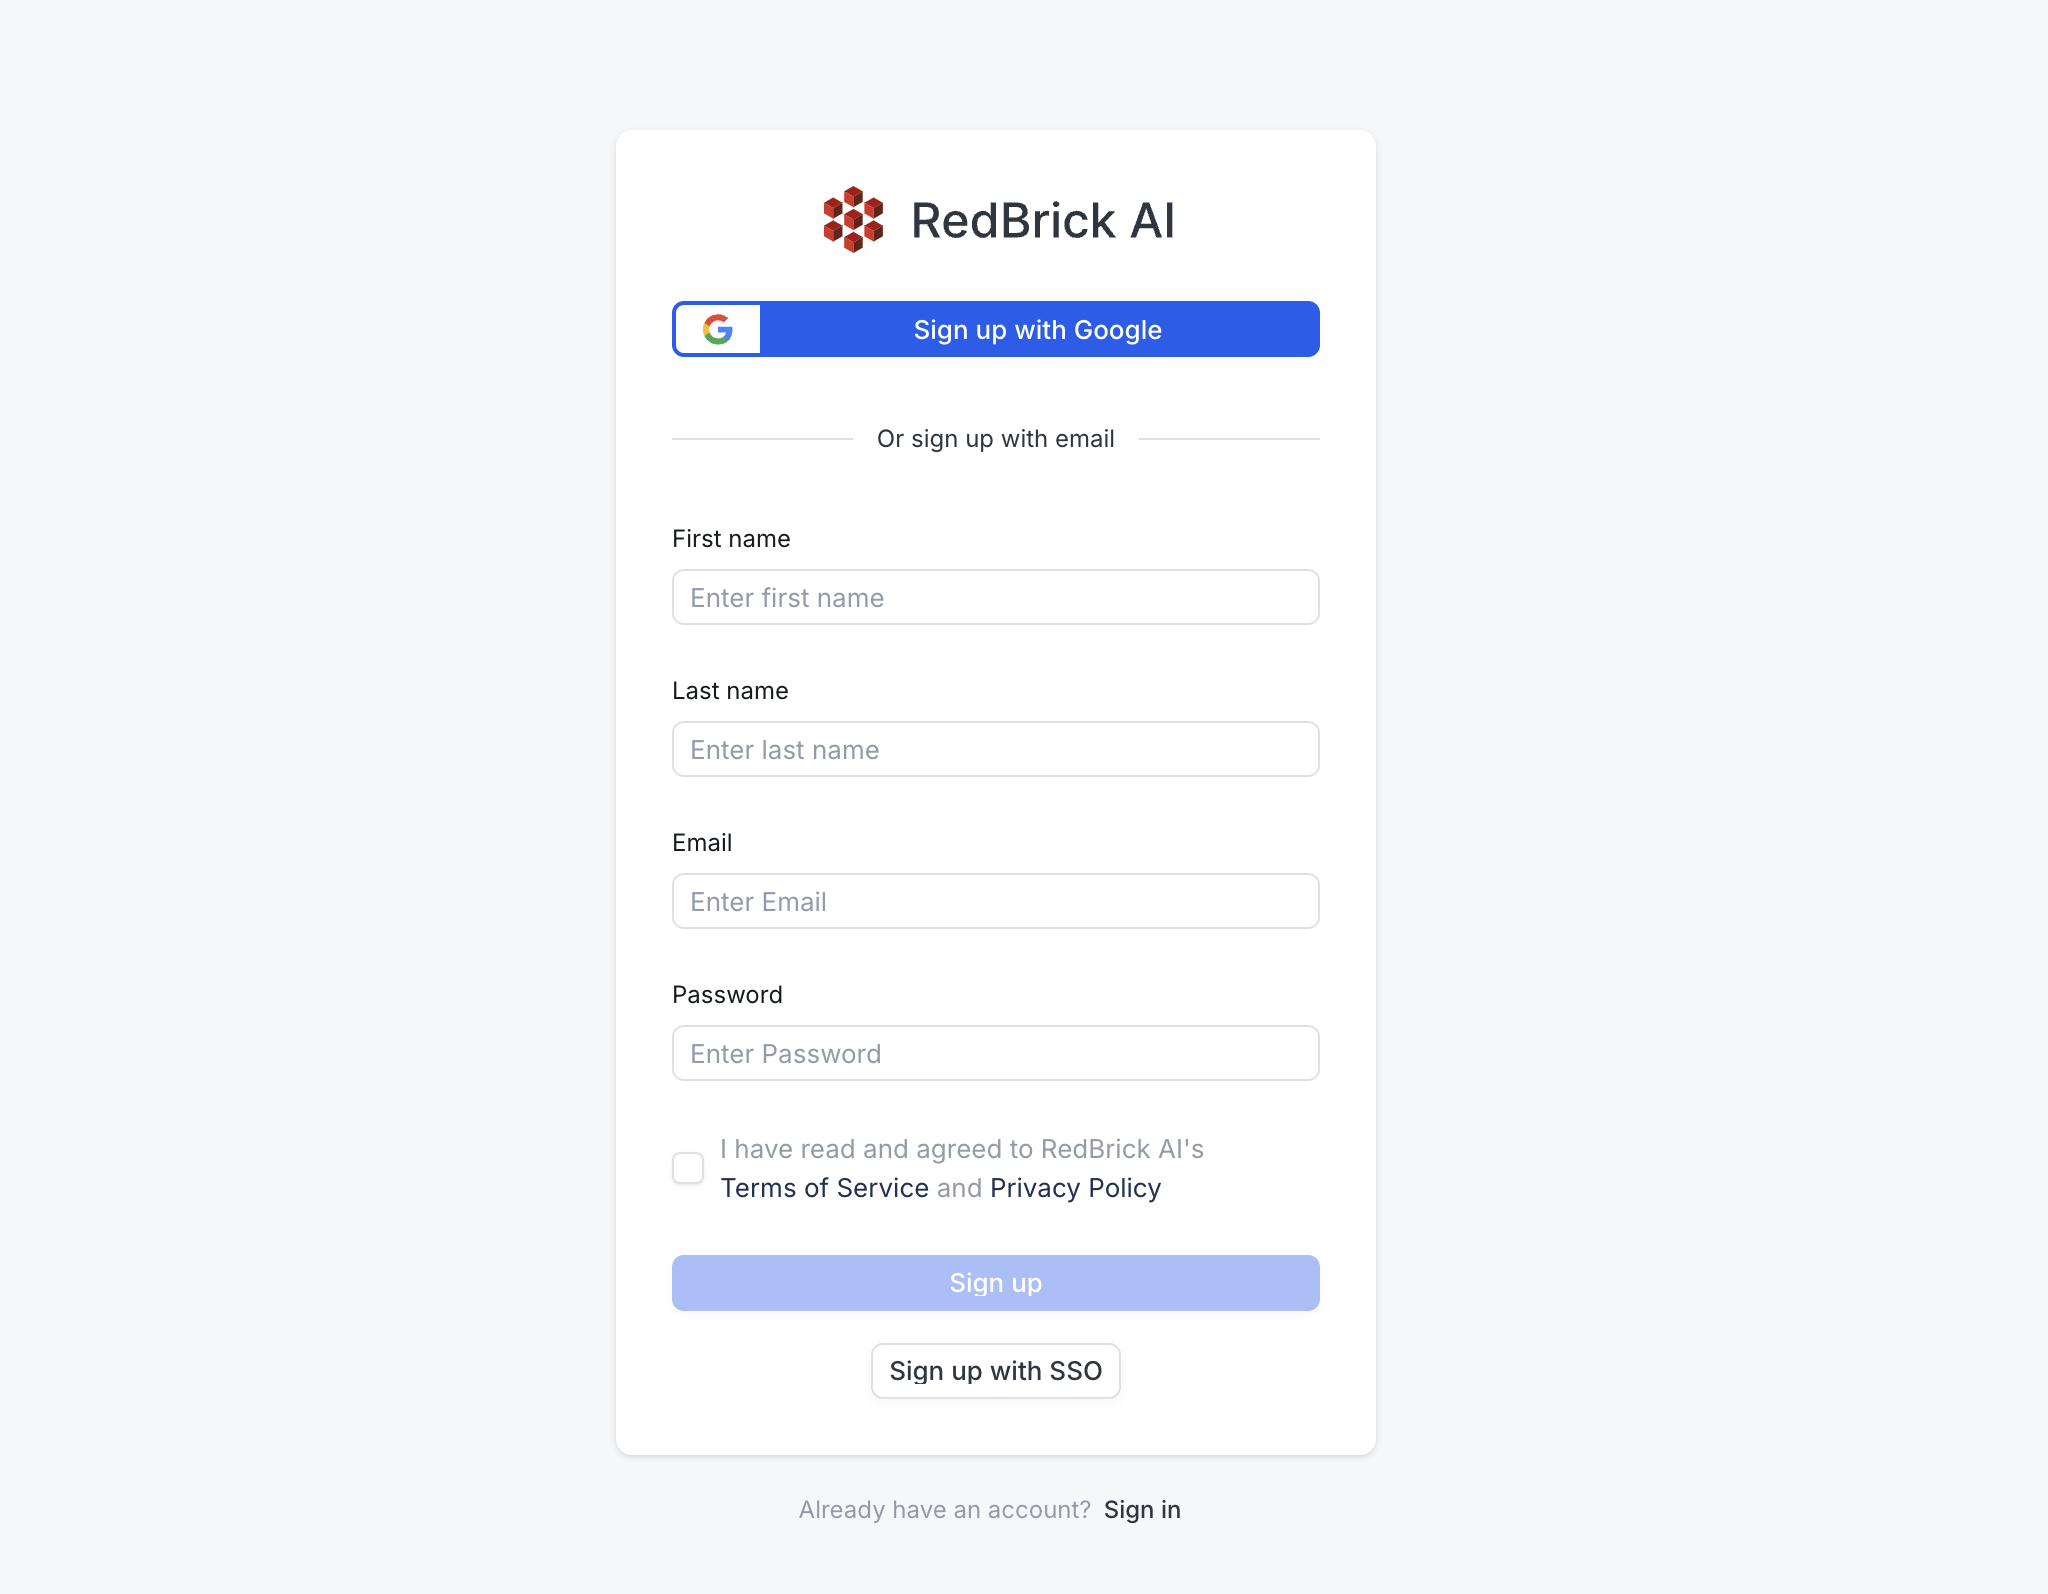 RedBrick AI
Sign up with Google
Or sign up with email
First name
Enter first name
Last name
Enter last name
Email
Enter Email
Password
Enter Password
I have read and agreed to RedBrick AI's
Terms of Service and Privacy Policy
Sign up
Sign up with SSO
Already have an account? Sign in